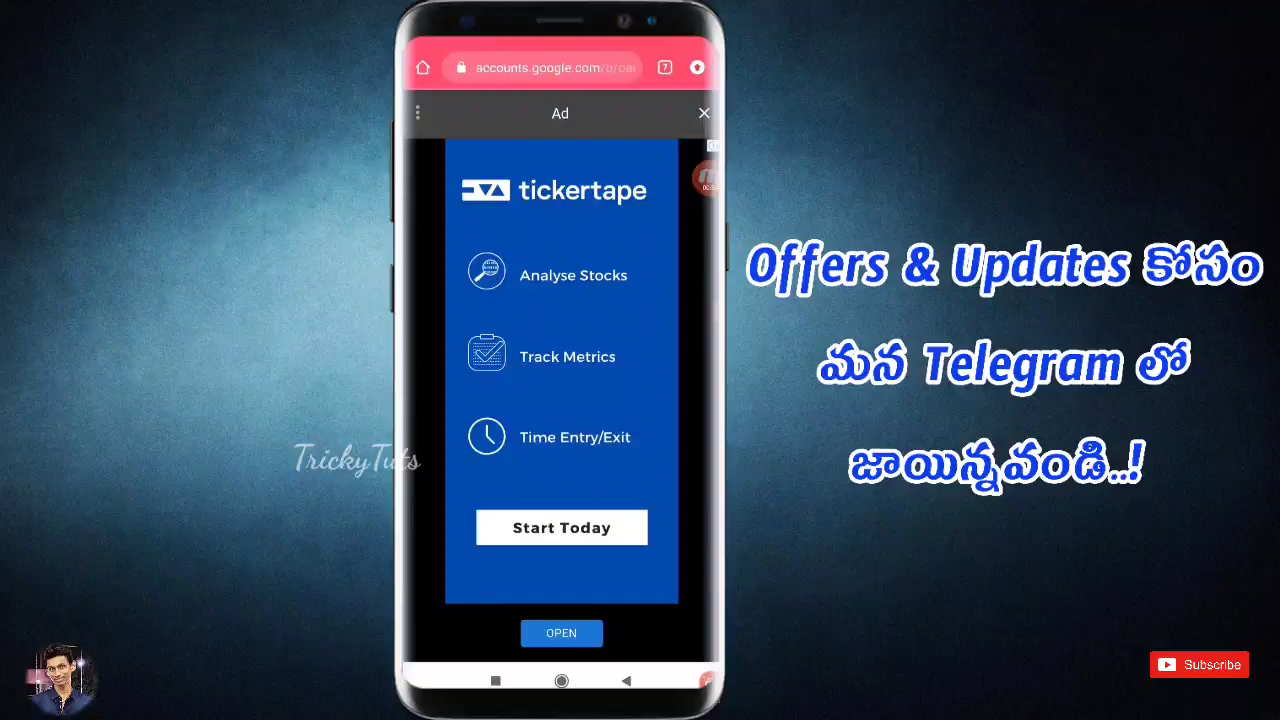 accounts.google.com/o/oa
7
Ad
tickertape
Analyse Stocks
Track Metrics
Time Entry/Exit
Start Today
OPEN
TrickyTuts
Offers & Updates కోసం
మన Telegram లో
జాయిన్నవండి..!
Subscribe